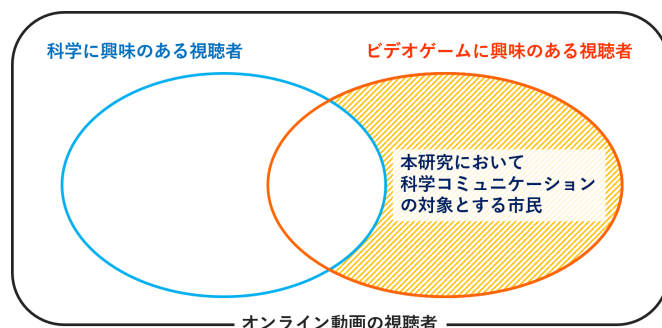 科学に興味のある視聴者
ビデオゲームに興味のある視聴者
本研究において
科学コミュニケーション
の対象とする市民
オンライン動画の視聴者